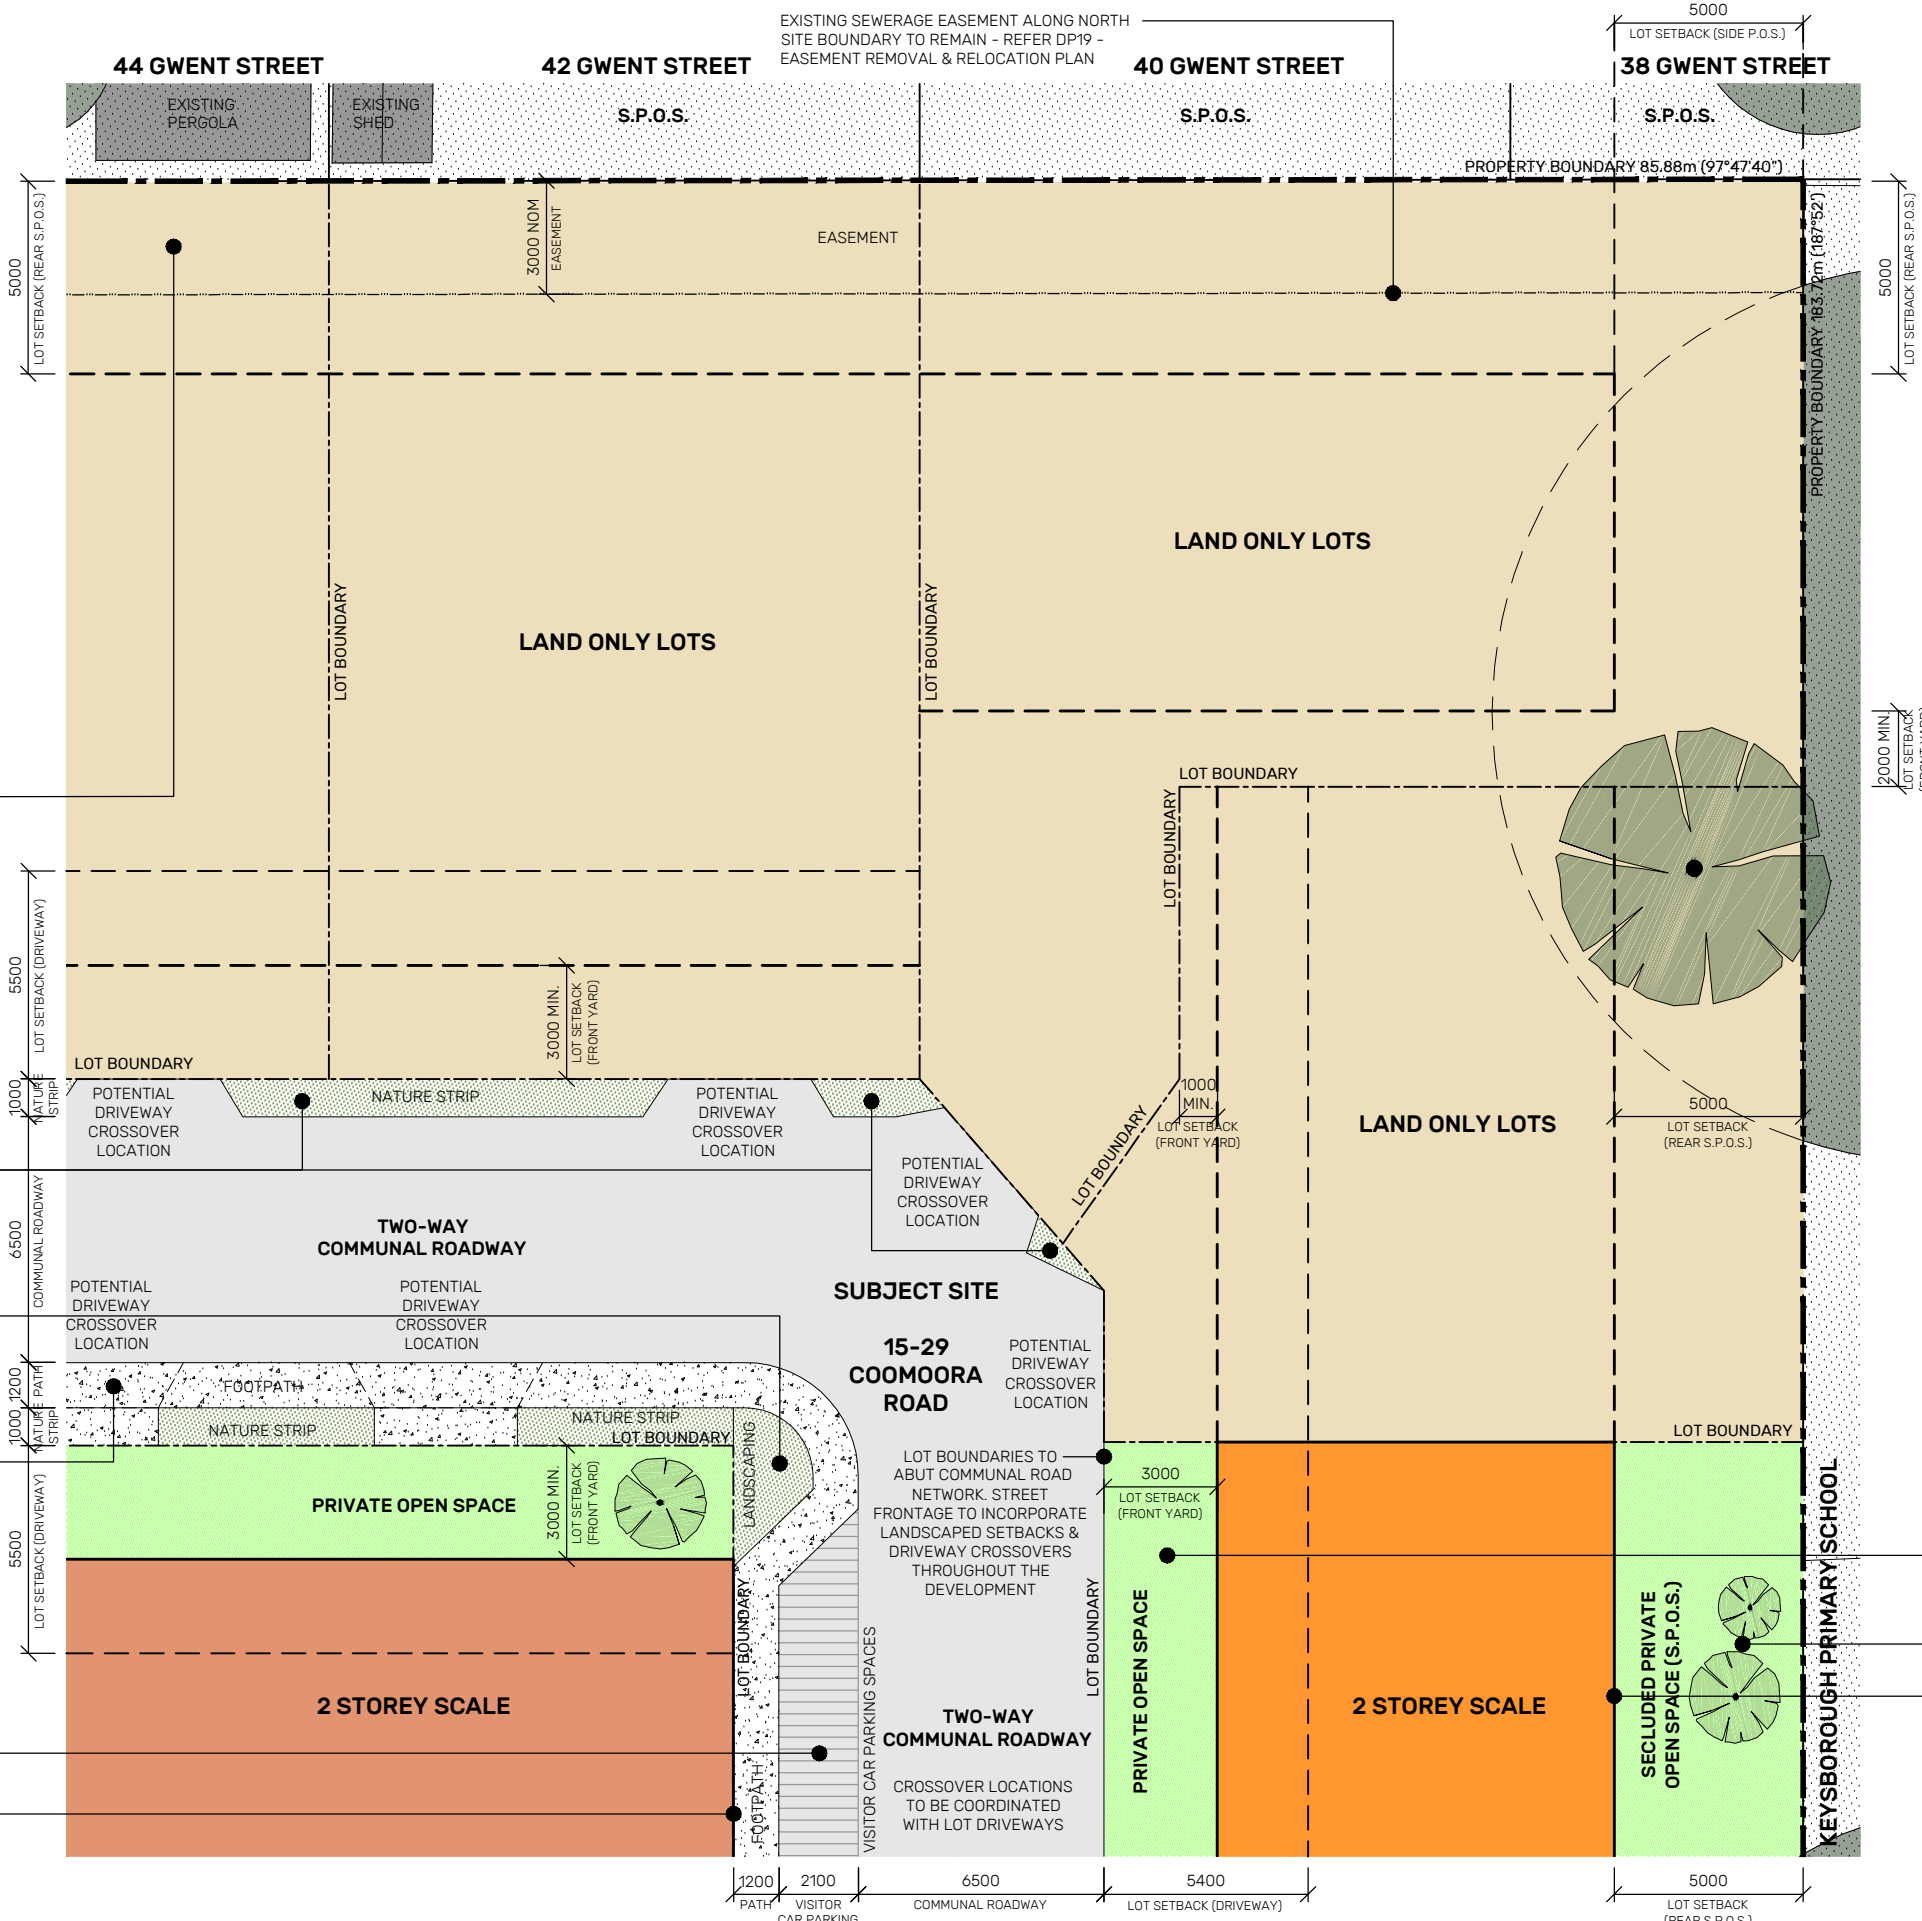 EXISTING SEWERAGE EASEMENT ALONG NORTH
SITE BOUNDARY TO REMAIN - REFER DP19 -
EASEMENT REMOVAL & RELOCATION PLAN
5000
LOT SETBACK (SIDE P.O.S.)
44 GWENT STREET
42 GWENT STREET
40 GWENT STREET
38 GWENT STREET
EXISTING
PERGOLA
EXISTING
SHED
S.P.O.S.
S.P.O.S.
S.P.O.S.
PROPERTY BOUNDARY 85.88m (97°47'40")
5000
LOT SETBACK (REAR S.P.O.S.)
3000 NOM
EASEMENT
EASEMENT
PROPERTY BOUNDARY 183.72m (187°52')
5000
LOT SETBACK (REAR S.P.O.S.)
LAND ONLY LOTS
LAND ONLY LOTS
LOT BOUNDARY
LOT BOUNDARY
2000 MIN.
LOT SETBACK
(FRONT YARD)
LOT BOUNDARY
LOT BOUNDARY
5500
LOT SETBACK (DRIVEWAY)
3000 MIN.
LOT SETBACK
(FRONT YARD)
LOT BOUNDARY
1000
NATURE
STRIP
POTENTIAL
DRIVEWAY
CROSSOVER
LOCATION
NATURE STRIP
POTENTIAL
DRIVEWAY
CROSSOVER
LOCATION
1000
MIN.
LOT SETBACK
(FRONT YARD)
LAND ONLY LOTS
5000
LOT SETBACK
(REAR S.P.O.S.)
LOT BOUNDARY
POTENTIAL
DRIVEWAY
CROSSOVER
LOCATION
6500
COMMUNAL ROADWAY
TWO-WAY
COMMUNAL ROADWAY
POTENTIAL
DRIVEWAY
CROSSOVER
LOCATION
POTENTIAL
DRIVEWAY
CROSSOVER
LOCATION
SUBJECT SITE
15-29
COOMOORA
ROAD
POTENTIAL
DRIVEWAY
CROSSOVER
LOCATION
1200
PATH
FOOTPATH
1000
NATURE
STRIP
NATURE STRIP
NATURE STRIP
LOT BOUNDARY
LANDSCAPING
LOT BOUNDARY
LOT BOUNDARIES TO
ABUT COMMUNAL ROAD
NETWORK. STREET
FRONTAGE TO INCORPORATE
LANDSCAPED SETBACKS &
DRIVEWAY CROSSOVERS
THROUGHOUT THE
DEVELOPMENT
3000
LOT SETBACK
(FRONT YARD)
5500
LOT SETBACK (DRIVEWAY)
PRIVATE OPEN SPACE
3000 MIN.
LOT SETBACK
(FRONT YARD)
LOT BOUNDARY
LOT BOUNDARY
PRIVATE OPEN SPACE
SECLUDED PRIVATE
OPEN SPACE (S.P.O.S.)
KEYSBOROUGH PRIMARY SCHOOL
VISITOR CAR PARKING SPACES
2 STOREY SCALE
2 STOREY SCALE
TWO-WAY
COMMUNAL ROADWAY
CROSSOVER LOCATIONS
TO BE COORDINATED
WITH LOT DRIVEWAYS
FOOTPATH
1200
PATH
2100
VISITOR
CAR PARKING
6500
COMMUNAL ROADWAY
5400
LOT SETBACK (DRIVEWAY)
5000
LOT SETBACK
(REAR S.P.O.S.)